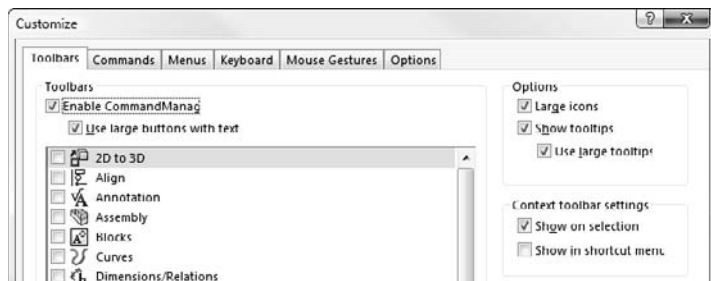 Customize
Toolbars Commands Menus Keyboard Mouse Gestures Options
Toolbars
Enable CommandManag
Use large buttons with text
2D to 3D
Align
Annotation
Assembly
Blocks
Curves
Dimensions/Relations
Options
Large icons
Show tooltips
Use large tooltips
Context toolbar settings
Show on selection
Show in shortcut menu